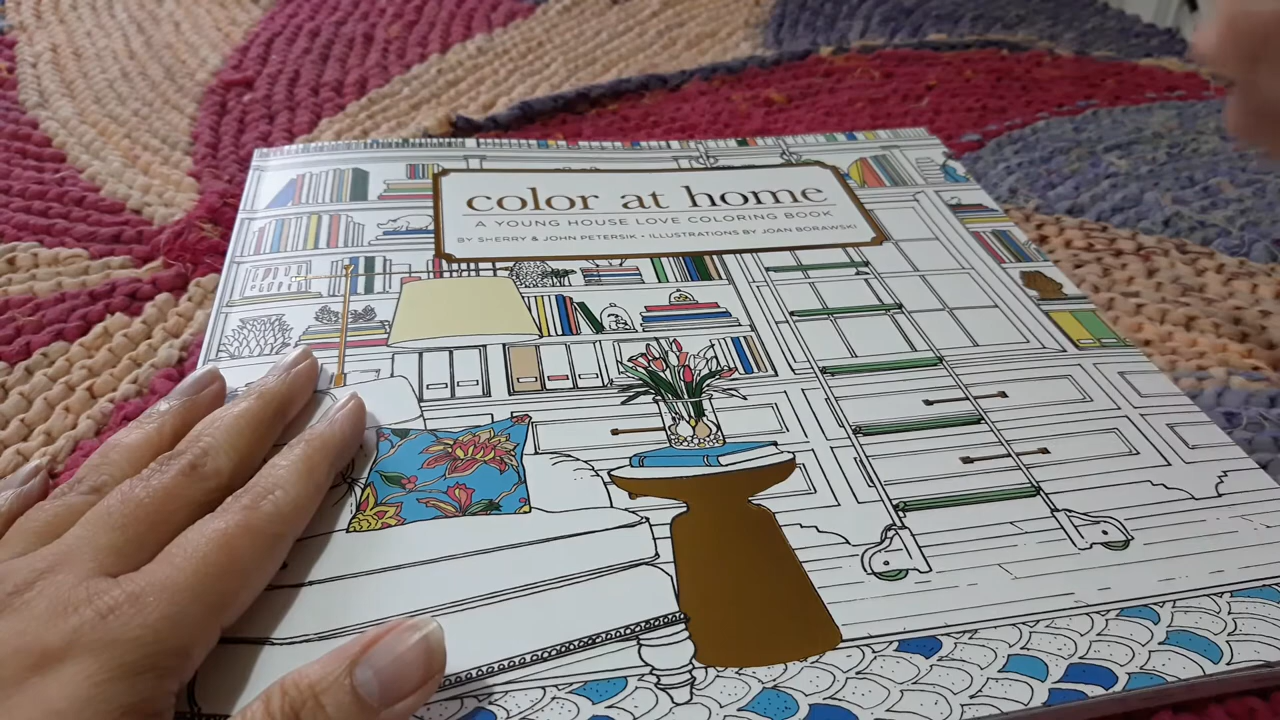 color at home
A YOUNG HOUSE LOVE COLORING BOOK
BY SHERRY & JOHN PETERSIK • ILLUSTRATIONS BY JOAN BORAWSKI